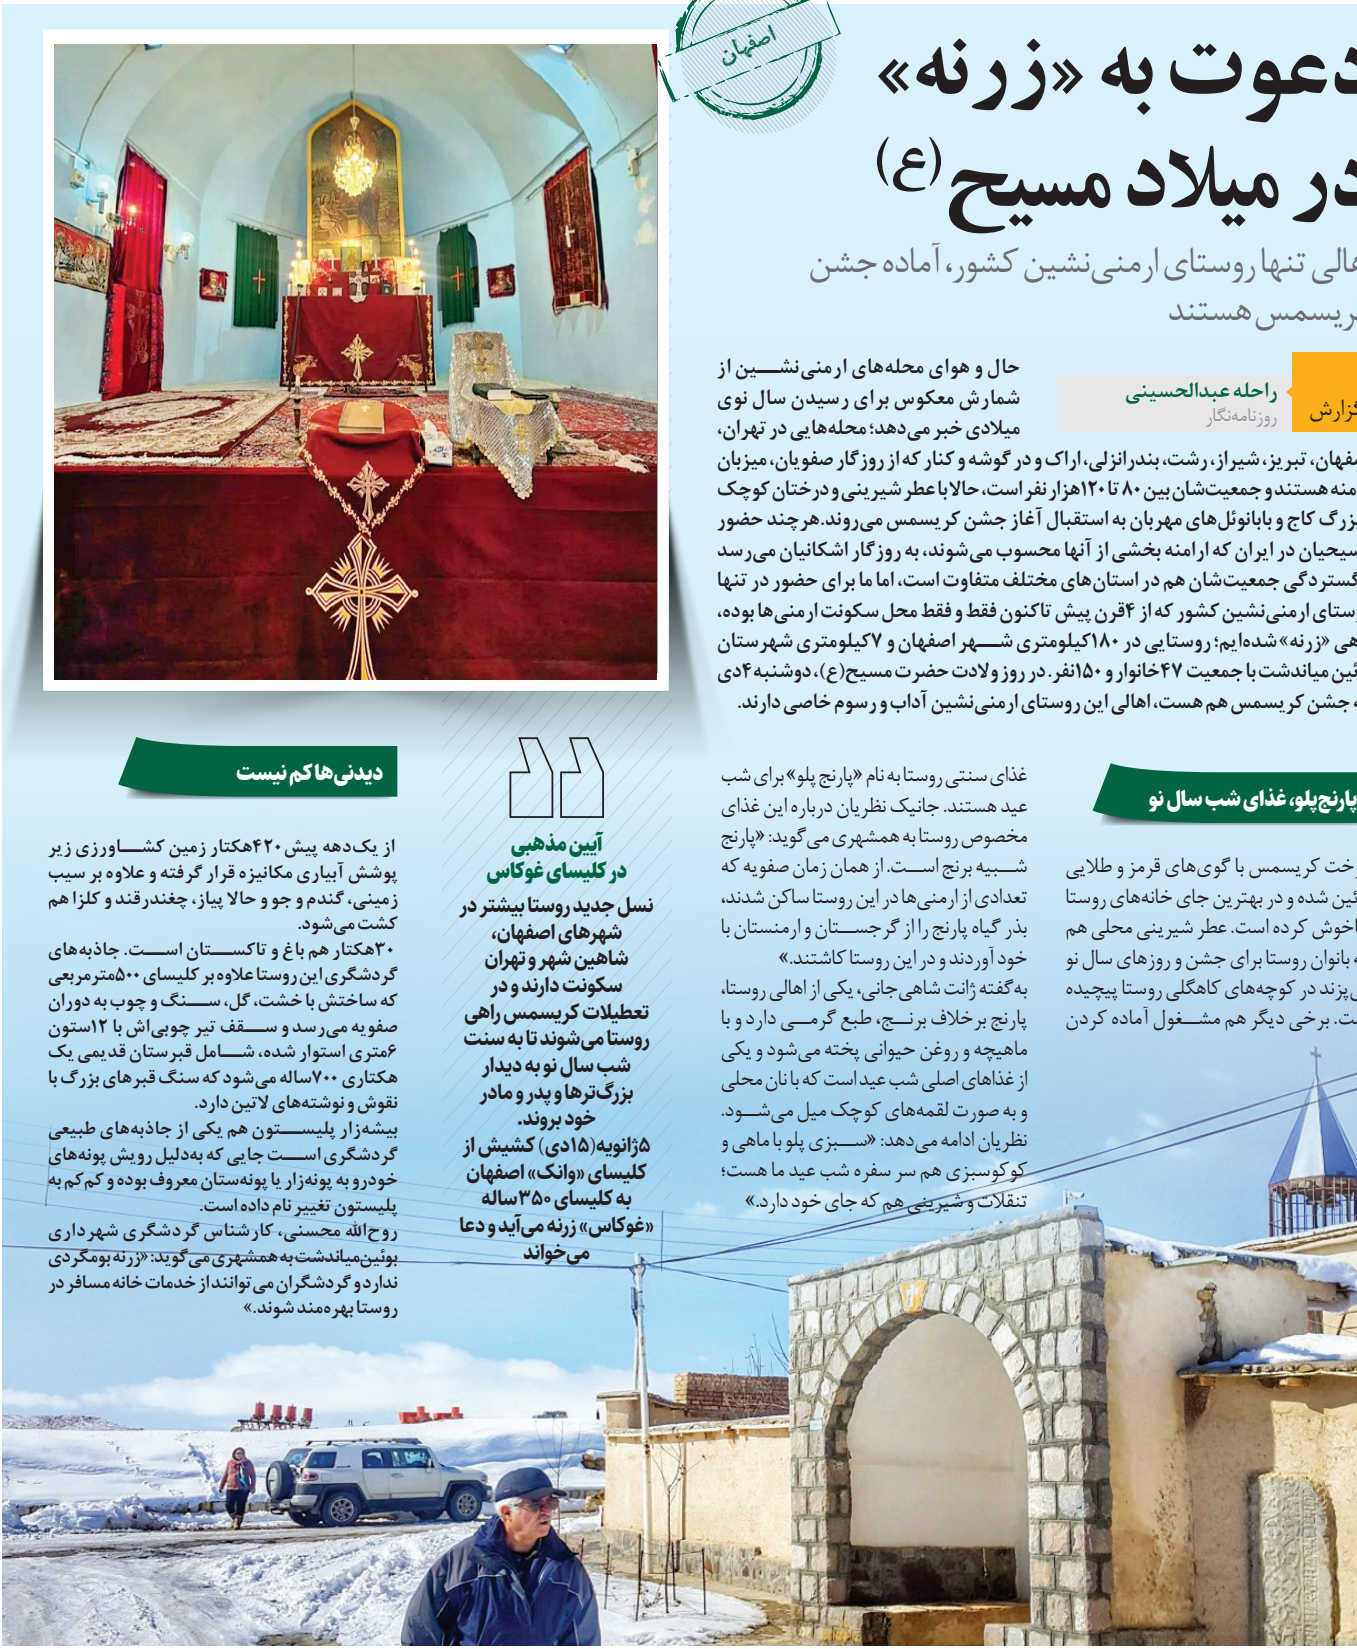 اصفهان
دعوت به «زرنه»
در میلاد مسیح(ع)
هالی تنها روستای ارمنی‌نشین کشور، آماده جشن
ریسمس هستند
گزارش
راحله عبدالحسینی
روزنامه‌نگار
حال و هوای محله‌های ارمنی‌نشین از
شمارش معکوس برای رسیدن سال نوی
میلادی خبر می‌دهد؛ محله‌هایی در تهران،
صفهان، تبریز، شیراز، رشت، بندرانزلی، اراک و در گوشه و کنار که از روزگار صفویان، میزبان
منه هستند و جمعیت‌شان بین ۸۰ تا ۱۲۰هزار نفر است، حالا با عطر شیرینی و درختان کوچک
زرگ کاج و بابانوئل‌های مهربان به استقبال آغاز جشن کریسمس می‌روند. هرچند حضور
سیحیان در ایران که ارامنه بخشی از آنها محسوب می‌شوند، به روزگار اشکانیان می‌رسد
گستردگی جمعیت‌شان هم در استان‌های مختلف متفاوت است، اما ما برای حضور در تنها
ستای ارمنی‌نشین کشور که از ۴قرن پیش تاکنون فقط و فقط محل سکونت ارمنی‌ها بوده،
هی «زرنه» شده‌ایم؛ روستایی در ۱۸۰کیلومتری شهر اصفهان و ۷کیلومتری شهرستان
ئین میاندشت با جمعیت ۴۷خانوار و ۱۵۰نفر. در روز ولادت حضرت مسیح(ع)، دوشنبه ۴دی
ه جشن کریسمس هم هست، اهالی این روستای ارمنی‌نشین آداب و رسوم خاصی دارند.
پارنج‌پلو، غذای شب سال نو
رخت کریسمس با گوی‌های قرمز و طلایی
ئین شده و در بهترین جای خانه‌های روستا
اخوش کرده است. عطر شیرینی محلی هم
ه بانوان روستا برای جشن و روزهای سال نو
ی‌پزند در کوچه‌های کاهگلی روستا پیچیده
ست. برخی دیگر هم مشغول آماده کردن
غذای سنتی روستا به نام «پارنج پلو» برای شب
عید هستند. جانیک نظریان درباره این غذای
مخصوص روستا به همشهری می‌گوید: «پارنج
شبیه برنج است. از همان زمان صفویه که
تعدادی از ارمنی‌ها در این روستا ساکن شدند،
بذر گیاه پارنج را از گرجستان و ارمنستان با
خود آوردند و در این روستا کاشتند.»
به‌گفته ژانت شاهی‌جانی، یکی از اهالی روستا،
پارنج برخلاف برنج، طبع گرمی دارد و با
ماهیچه و روغن حیوانی پخته می‌شود و یکی
از غذاهای اصلی شب عید است که با نان محلی
و به صورت لقمه‌های کوچک میل می‌شود.
نظریان ادامه می‌دهد: «سبزی پلو با ماهی و
کوکوسبزی هم سر سفره شب عید ما هست؛
تنقلات و شیرینی هم که جای خود دارد.»
آیین مذهبی
در کلیسای غوکاس
نسل جدید روستا بیشتر در
شهرهای اصفهان،
شاهین شهر و تهران
سکونت دارند و در
تعطیلات کریسمس راهی
روستا می‌شوند تا به سنت
شب سال نو به دیدار
بزرگ‌ترها و پدر و مادر
خود بروند.
۵ژانویه(۱۵دی) کشیش از
کلیسای «وانک» اصفهان
به کلیسای ۳۵۰ساله
«غوکاس» زرنه می‌آید و دعا
می‌خواند
دیدنی‌ها کم نیست
از یک‌دهه پیش ۴۲۰هکتار زمین کشاورزی زیر
پوشش آبیاری مکانیزه قرار گرفته و علاوه بر سیب
زمینی، گندم و جو و حالا پیاز، چغندرقند و کلزا هم
کشت می‌شود.
۳۰هکتار هم باغ و تاکستان است. جاذبه‌های
گردشگری این روستا علاوه بر کلیسای ۵۰۰مترمربعی
که ساختش با خشت، گل، سنگ و چوب به دوران
صفویه می‌رسد و سقف تیر چوبی‌اش با ۱۲ستون
۶متری استوار شده، شامل قبرستان قدیمی یک
هکتاری ۷۰۰ساله می‌شود که سنگ قبرهای بزرگ با
نقوش و نوشته‌های لاتین دارد.
بیشه‌زار پلیستون هم یکی از جاذبه‌های طبیعی
گردشگری است جایی که به‌دلیل رویش پونه‌های
خودرو به پونه‌زار یا پونه‌ستان معروف بوده و کم‌کم به
پلیستون تغییر نام داده است.
روح‌الله محسنی، کارشناس گردشگری شهرداری
بوئین‌میاندشت به همشهری می‌گوید: «زرنه بومگردی
ندارد و گردشگران می‌توانند از خدمات خانه مسافر در
روستا بهره‌مند شوند.»